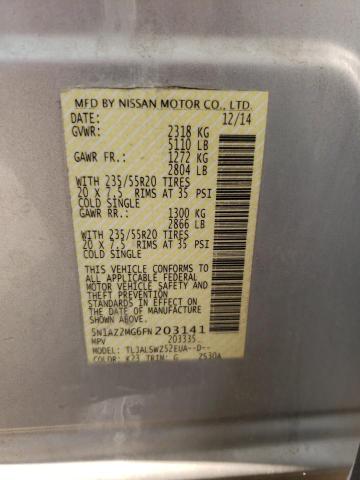 MFD BY NISSAN MOTOR CO., LTD.
DATE: 12/14
GVWR: 2318 KG
5110 LB
GAWR FR.: 1272 KG
2804 LB
WITH 235/55R20 TIRES
20 X 7.5 RIMS AT 35 PSI
COLD SINGLE
GAWR RR.: 1300 KG
2866 LB
WITH 235/55R20 TIRES
20 X 7.5 RIMS AT 35 PSI
COLD SINGLE
THIS VEHICLE CONFORMS TO
ALL APPLICABLE U.S. FEDERAL
MOTOR VEHICLE SAFETY
STANDARDS IN EFFECT ON THE
DATE OF MANUFACTURE SHOWN
ABOVE.
5N1AZ2MG6FN203141
203335
MPV
MODEL: TLJALSWZ52EUA--D--
COLOR: K23 TRIM: G Z530A